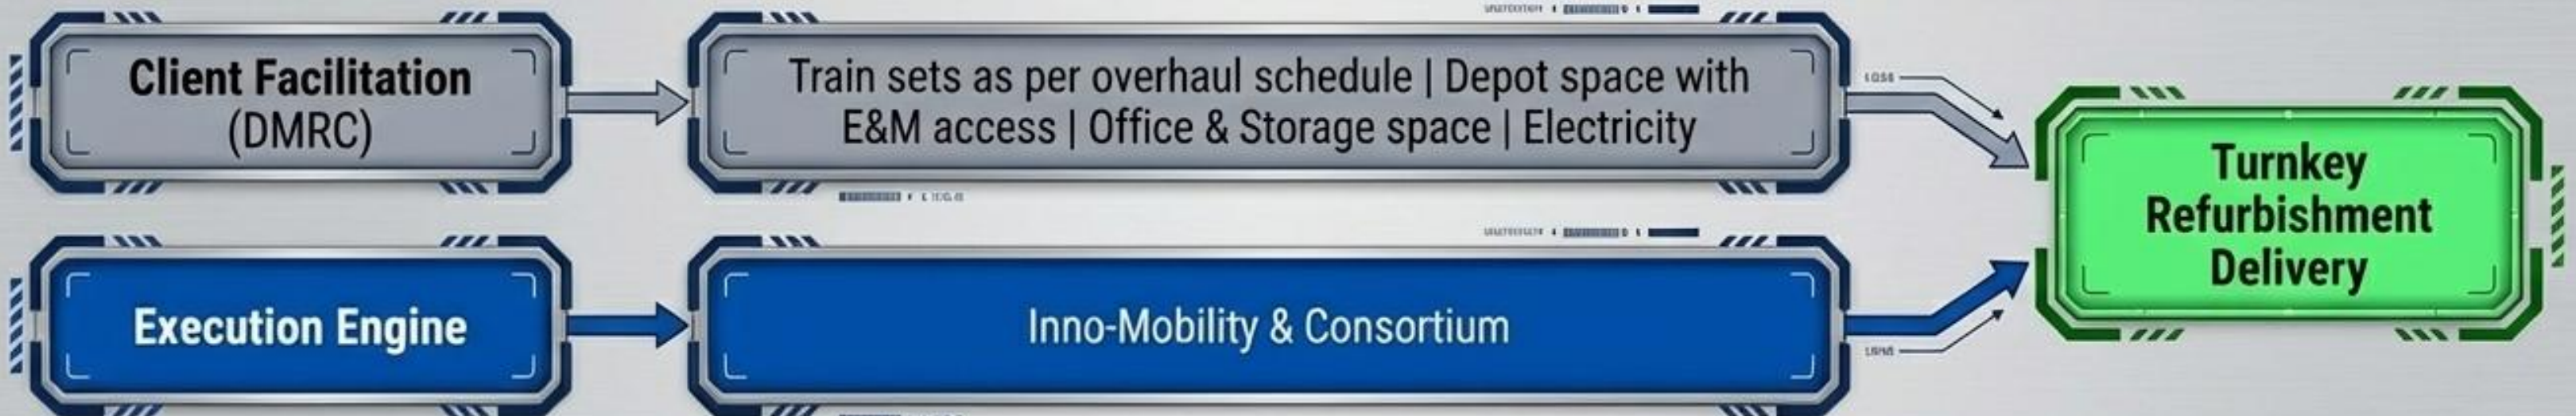 Client Facilitation
(DMRC)
Train sets as per overhaul schedule | Depot space with
E&M access | Office & Storage space | Electricity
Turnkey
Refurbishment
Delivery
Execution Engine
Inno-Mobility & Consortium